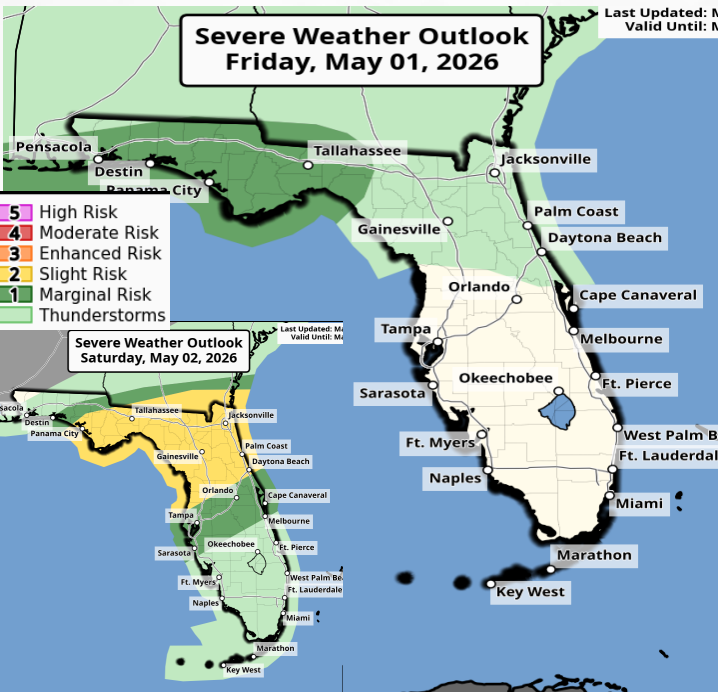 Severe Weather Outlook
Friday, May 01, 2026
Last Updated:
Valid Until:
Pensacola
Destin
Panama City
Tallahassee
Jacksonville
Palm Coast
Gainesville
Daytona Beach
Orlando
Cape Canaveral
Tampa
Melbourne
Okeechobee
Ft. Pierce
Sarasota
West Palm B
Ft. Myers
Ft. Lauderdal
Naples
Miami
Marathon
Key West
5 High Risk
4 Moderate Risk
3 Enhanced Risk
2 Slight Risk
1 Marginal Risk
Thunderstorms
Severe Weather Outlook
Saturday, May 02, 2026
Last Updated: Ma
Valid Until: M
sacola
Destin
Panama City
Tallahassee
Jacksonville
Palm Coast
Gainesville
Daytona Beach
Orlando
Cape Canaveral
Tampa
Melbourne
Okeechobee
Ft. Pierce
Sarasota
West Palm Be
Ft. Myers
Ft. Lauderdale
Naples
Miami
Marathon
Key West